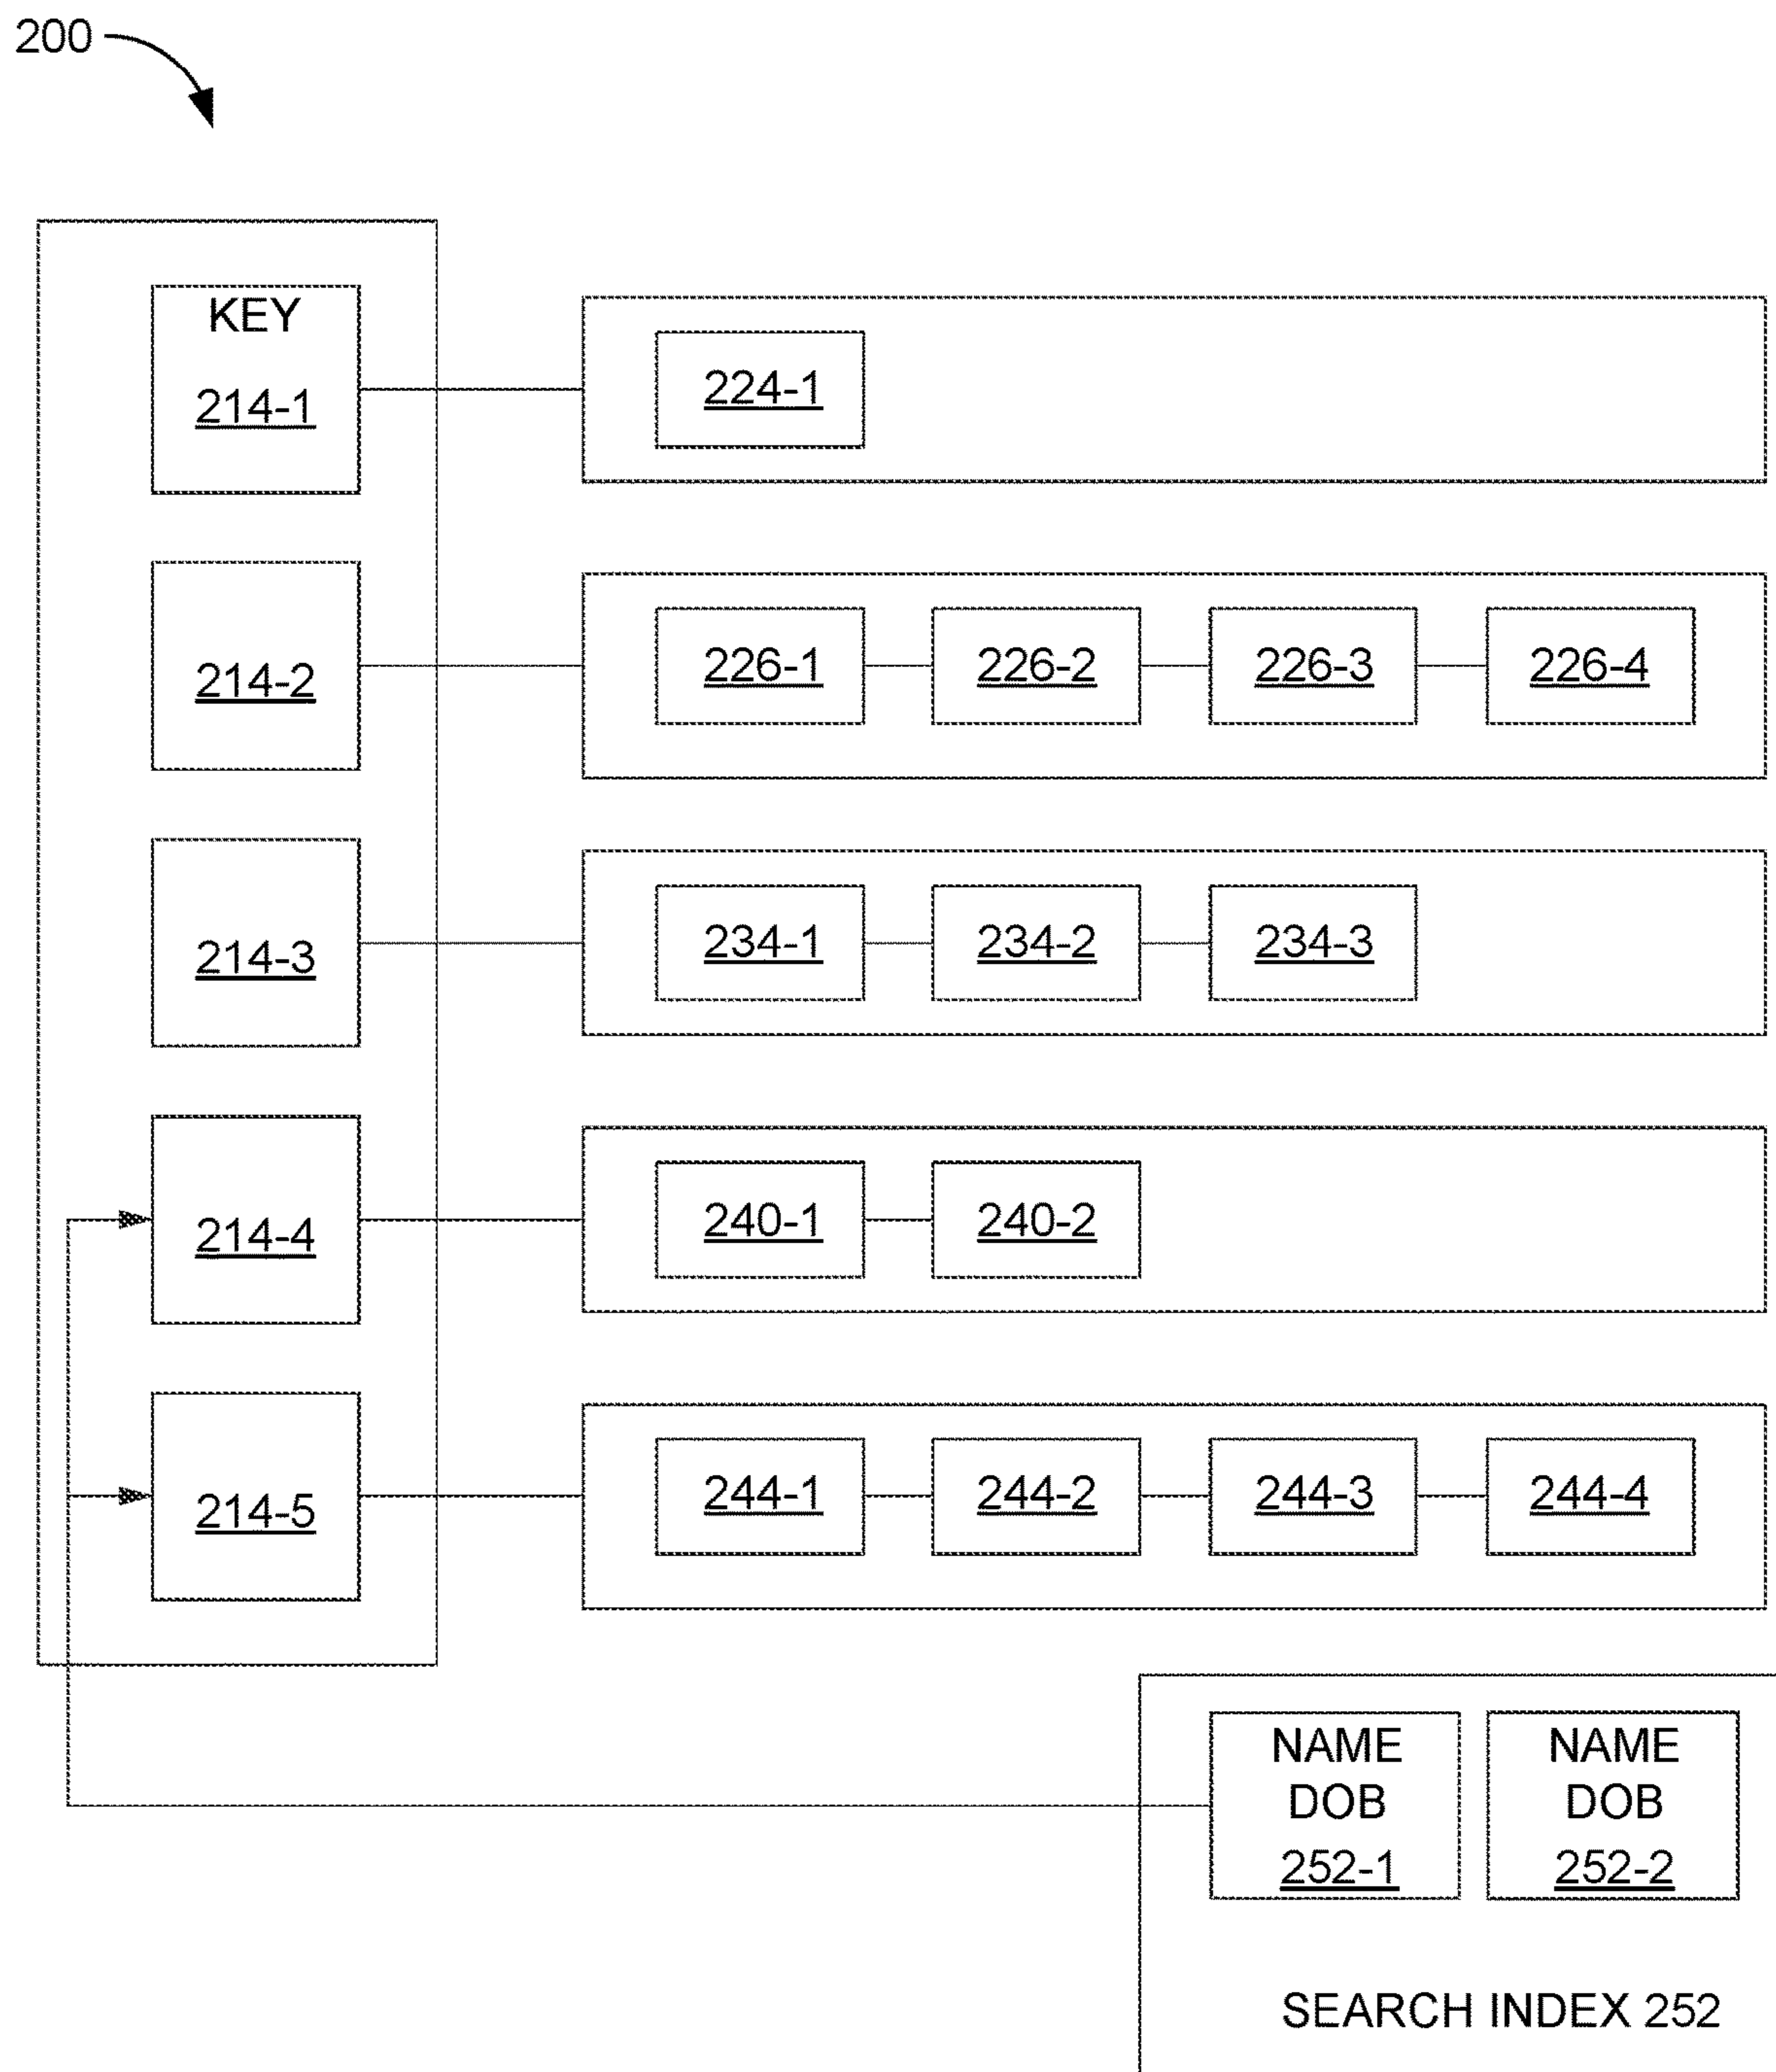 200
KEY
214-1
224-1
214-2
226-1 226-2 226-3 226-4
214-3
234-1 234-2 234-3
214-4
240-1 240-2
214-5
244-1 244-2 244-3 244-4
NAME
DOB
252-1
NAME
DOB
252-2
SEARCH INDEX 252